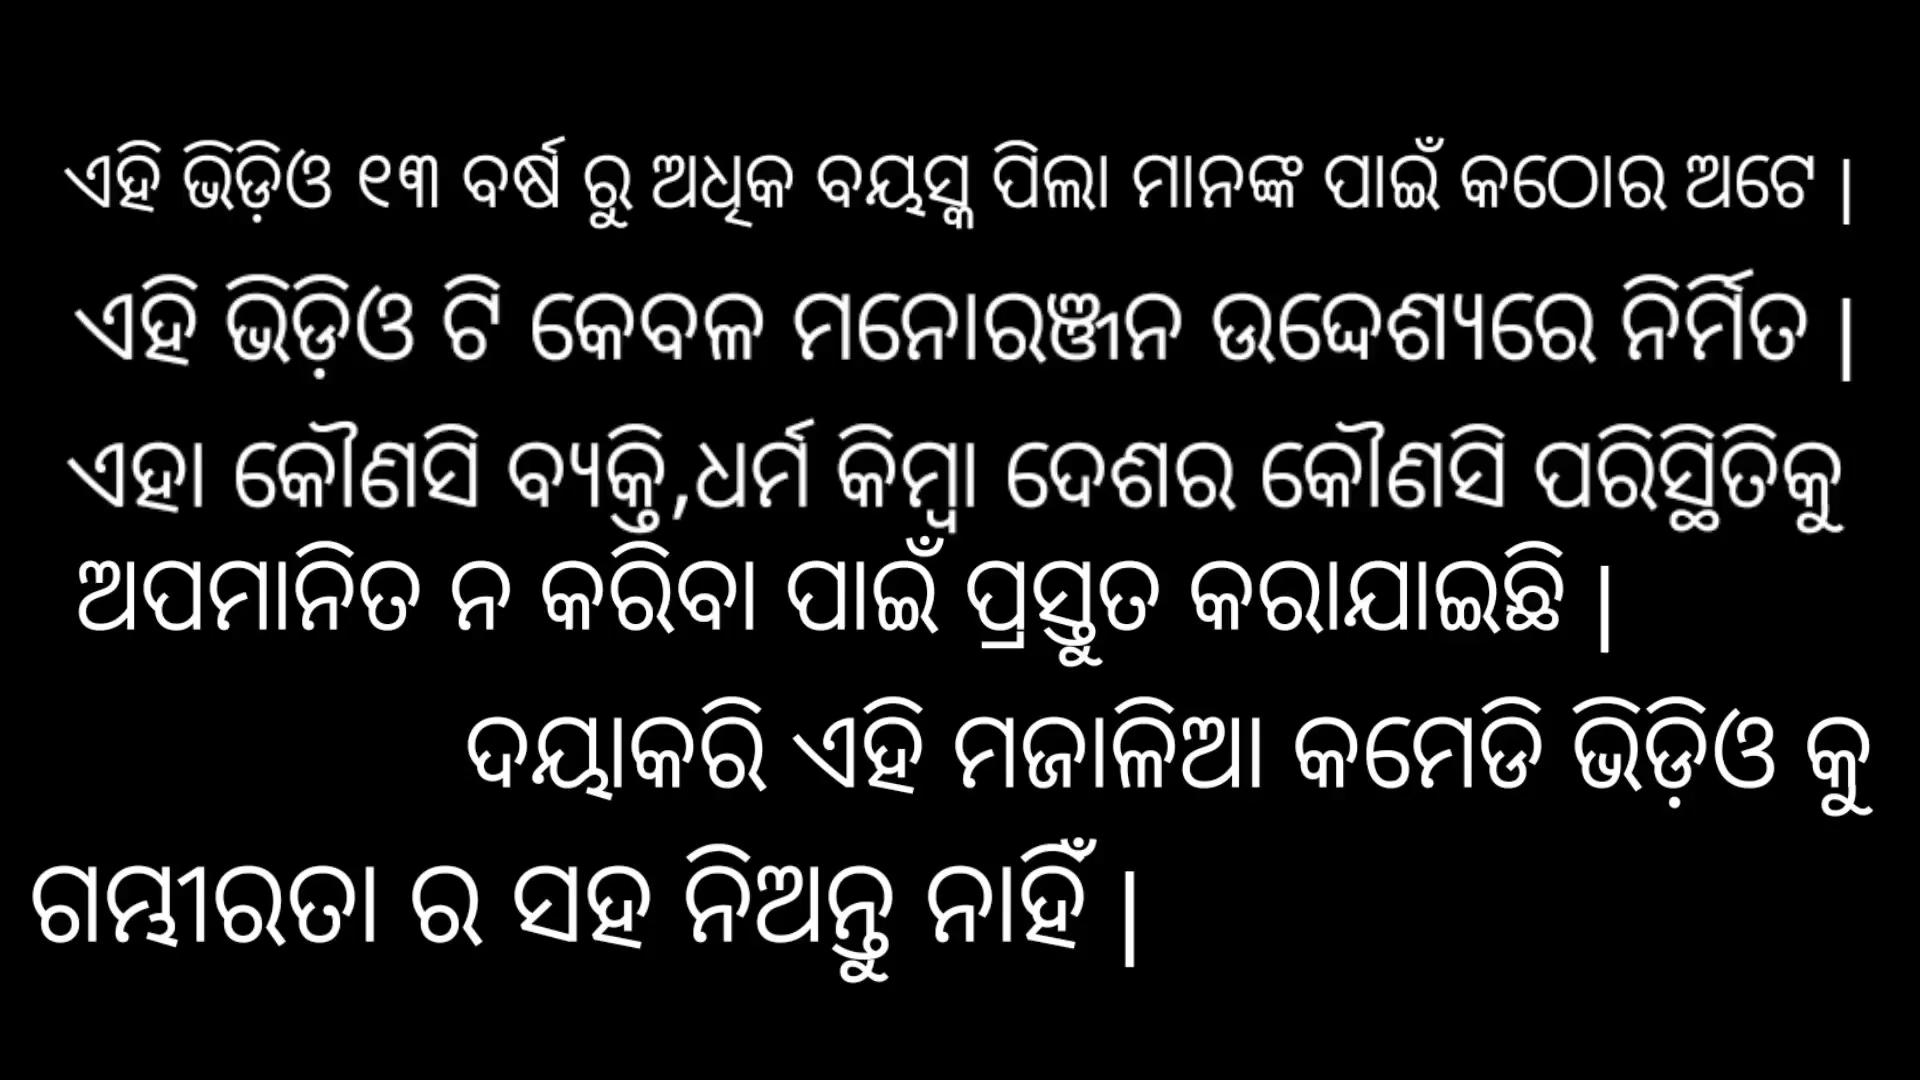 ଏହି ଭିଡ଼ିଓ ୧୩ ବର୍ଷ ରୁ ଅଧିକ ବୟସ୍କ ପିଲା ମାନଙ୍କ ପାଇଁ କଠୋର ଅଟେ |
ଏହି ଭିଡ଼ିଓ ଟି କେବଳ ମନୋରଞ୍ଜନ ଉଦ୍ଦେଶ୍ୟରେ ନିର୍ମିତ |
ଏହା କୌଣସି ବ୍ୟକ୍ତି,ଧର୍ମ କିମ୍ବା ଦେଶର କୌଣସି ପରିସ୍ଥିତିକୁ
ଅପମାନିତ ନ କରିବା ପାଇଁ ପ୍ରସ୍ତୁତ କରାଯାଇଛି |
ଦୟାକରି ଏହି ମଜାଳିଆ କମେଡି ଭିଡ଼ିଓ କୁ
ଗମ୍ଭୀରତା ର ସହ ନିଅନ୍ତୁ ନାହିଁ |